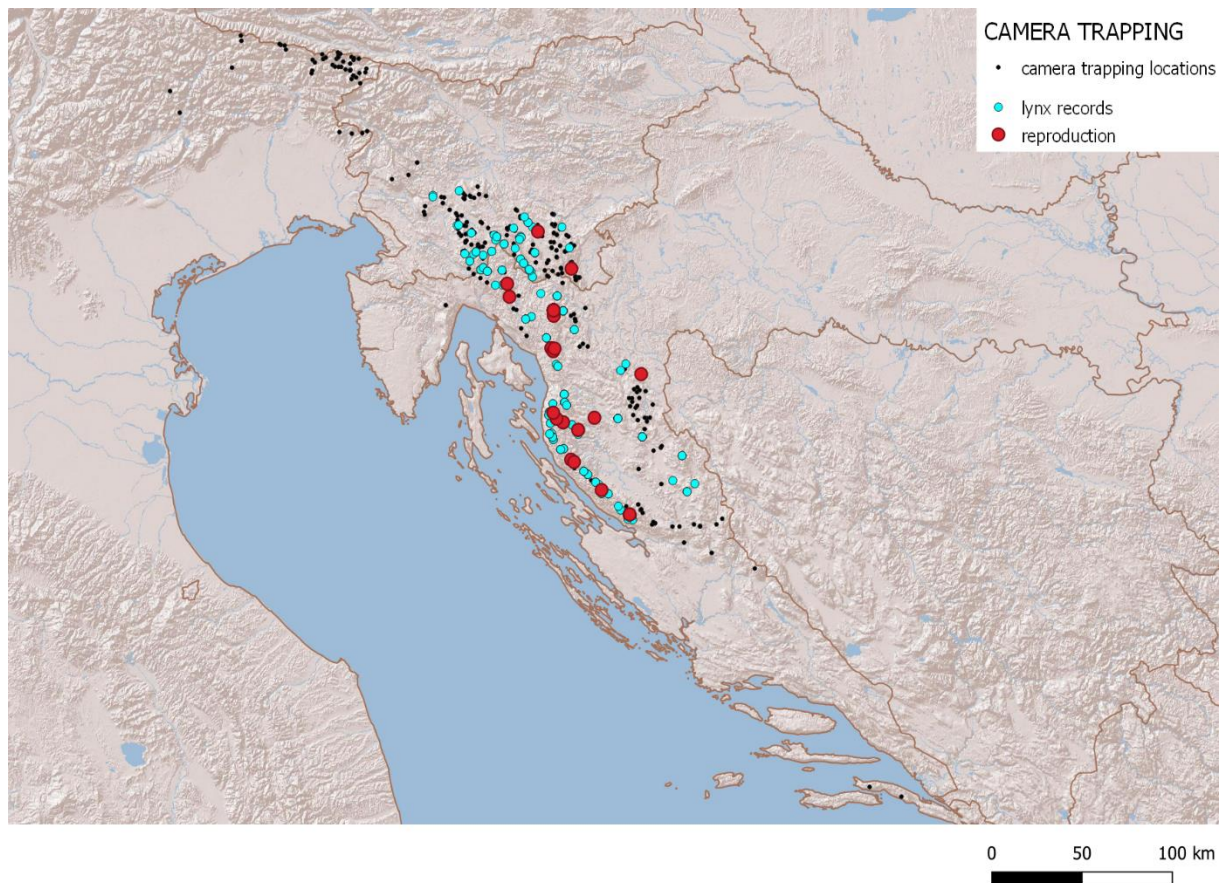 CAMERA TRAPPING
camera trapping locations
lynx records
reproduction
0 50 100 km